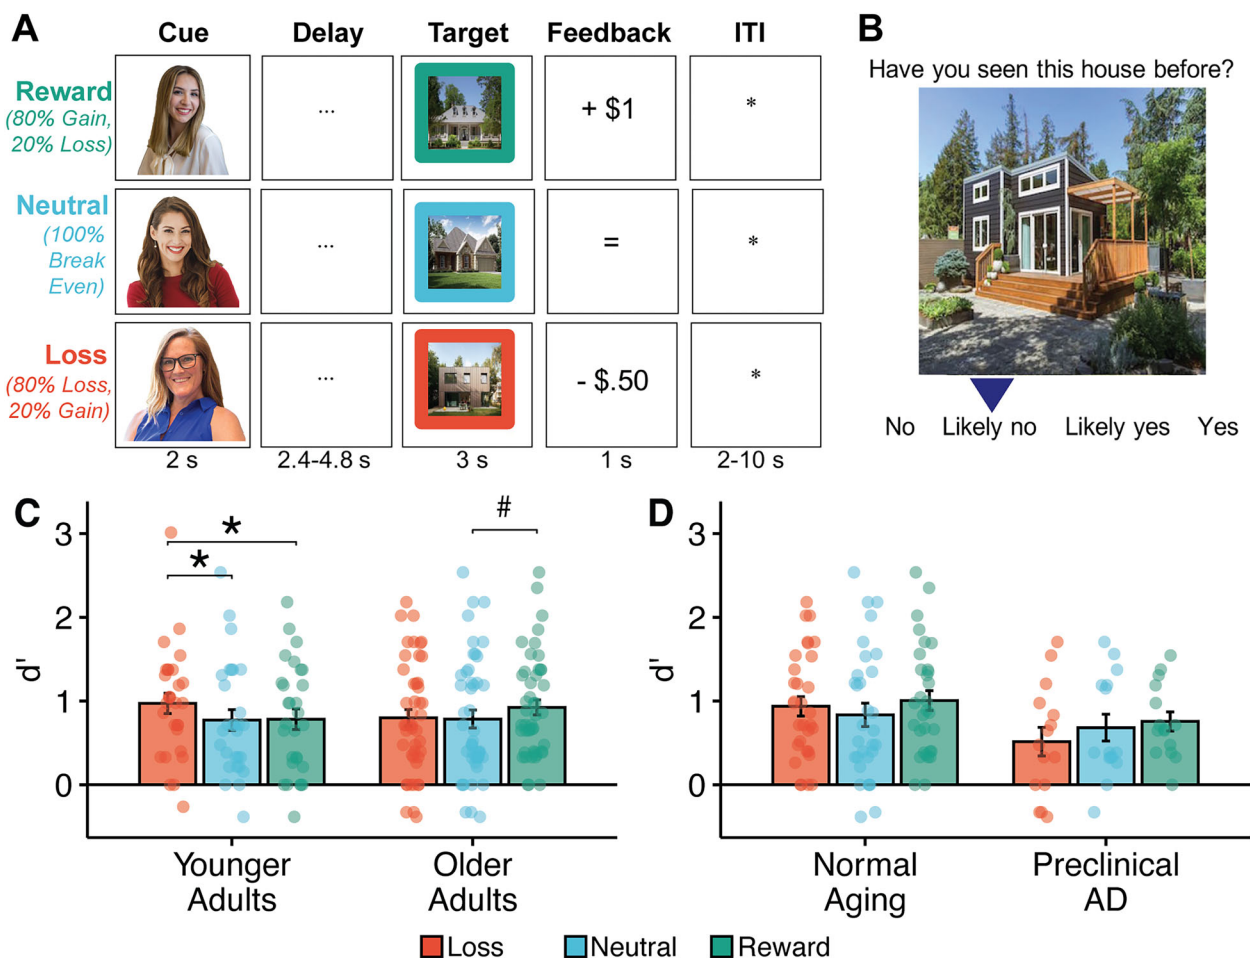 A
Cue Delay Target Feedback ITI
Reward
(80% Gain,
20% Loss)
...
+ $1
*
Neutral
(100%
Break
Even)
...
=
*
Loss
(80% Loss,
20% Gain)
...
- $.50
*
2 s 2.4-4.8 s 3 s 1 s 2-10 s
B
Have you seen this house before?
No Likely no Likely yes Yes
C
d'
3
2
1
0
*
*
#
Younger
Adults
Older
Adults
D
d'
3
2
1
0
Normal
Aging
Preclinical
AD
Loss Neutral Reward